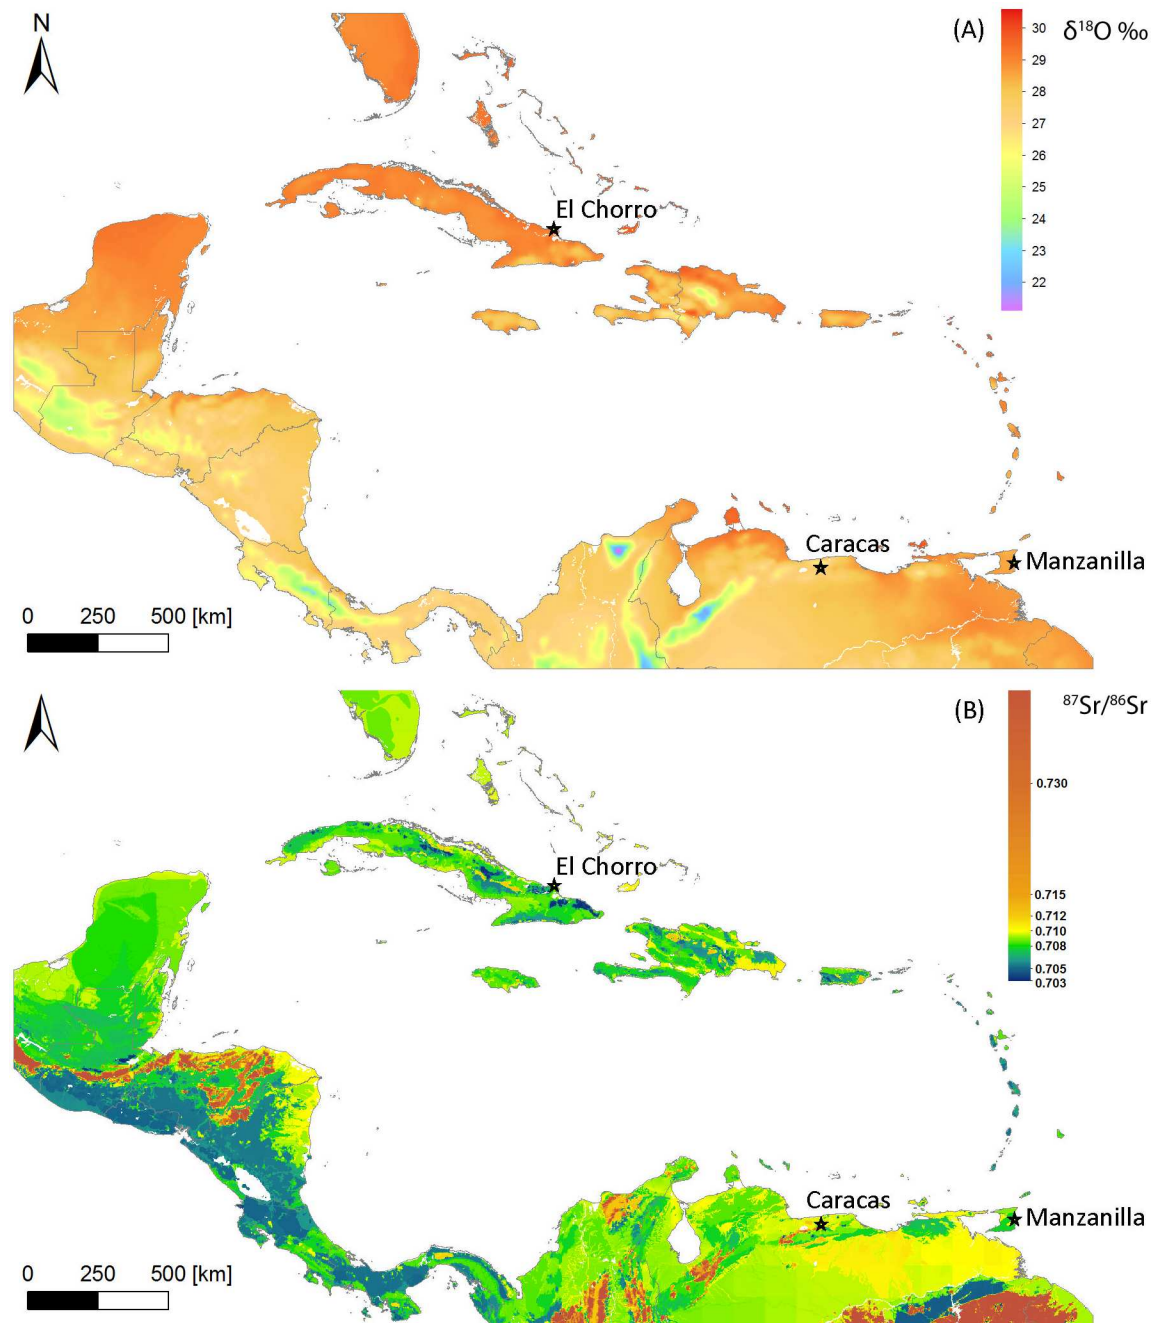 N
(A)
δ¹⁸O ‰
30
29
28
27
26
25
24
23
22
El Chorro
Caracas
Manzanilla
0 250 500 [km]
(B)
⁸⁷Sr/⁸⁶Sr
0.730
0.715
0.712
0.710
0.708
0.705
0.703
El Chorro
Caracas
Manzanilla
0 250 500 [km]